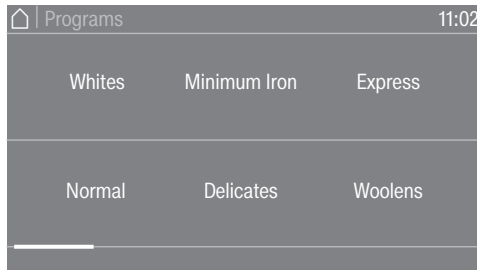 Programs 11:02
Whites Minimum Iron Express
Normal Delicates Woolens